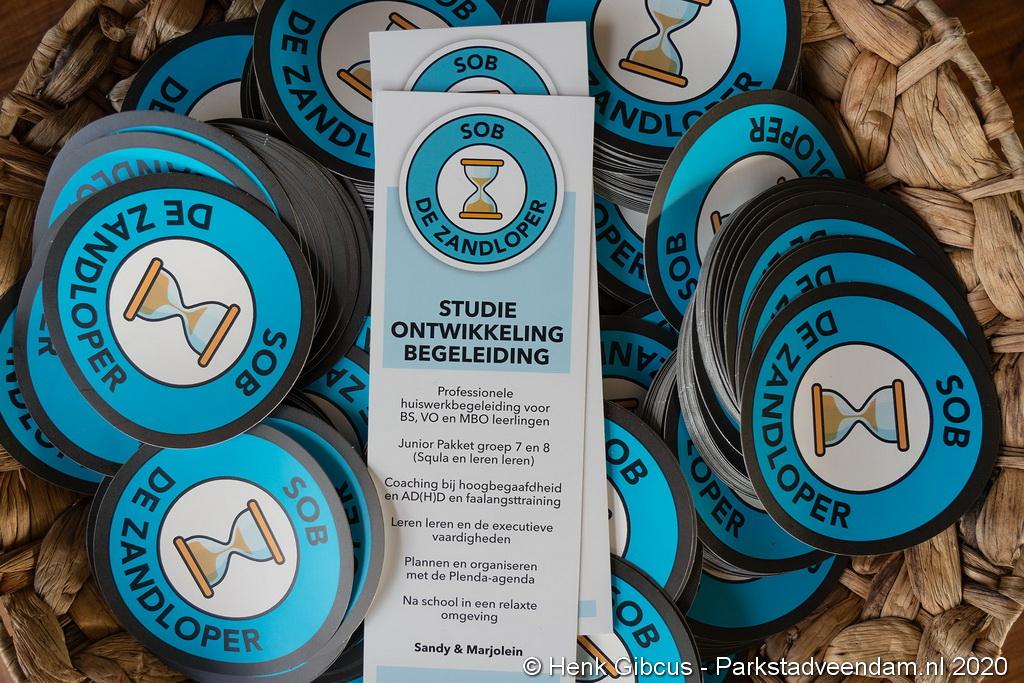 SOB
SOB
DE ZANDLOPER
STUDIE
ONTWIKKELING
BEGELEIDING
Professionele
huiswerkbegeleiding voor
BS, VO en MBO leerlingen
Junior Pakket groep 7 en 8
(Squla en leren leren)
Coaching bij hoogbegaafdheid
en AD(H)D en faalangsttraining
Leren leren en de executieve
vaardigheden
Plannen en organiseren
met de Plenda-agenda
Na school in een relaxte
omgeving
Sandy & Marjolein
SOB
DE ZANDLOPER
SOB
DE ZANDLOPER
SOB
DE ZANDLOPER
© Henk Gibcus - Parkstadveendam.nl 2020